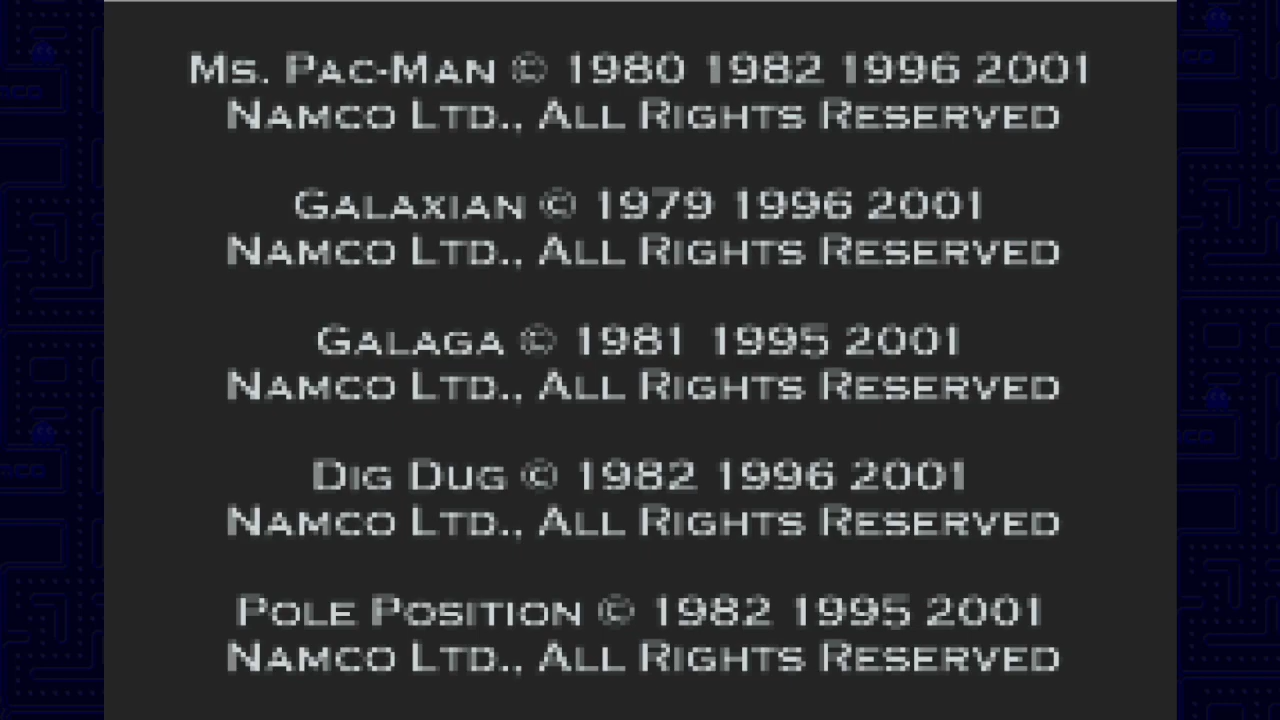 Ms. Pac-Man © 1980 1982 1996 2001
Namco Ltd., All Rights Reserved
Galaxian © 1979 1996 2001
Namco Ltd., All Rights Reserved
Galaga © 1981 1995 2001
Namco Ltd., All Rights Reserved
Dig Dug © 1982 1996 2001
Namco Ltd., All Rights Reserved
Pole Position © 1982 1995 2001
Namco Ltd., All Rights Reserved